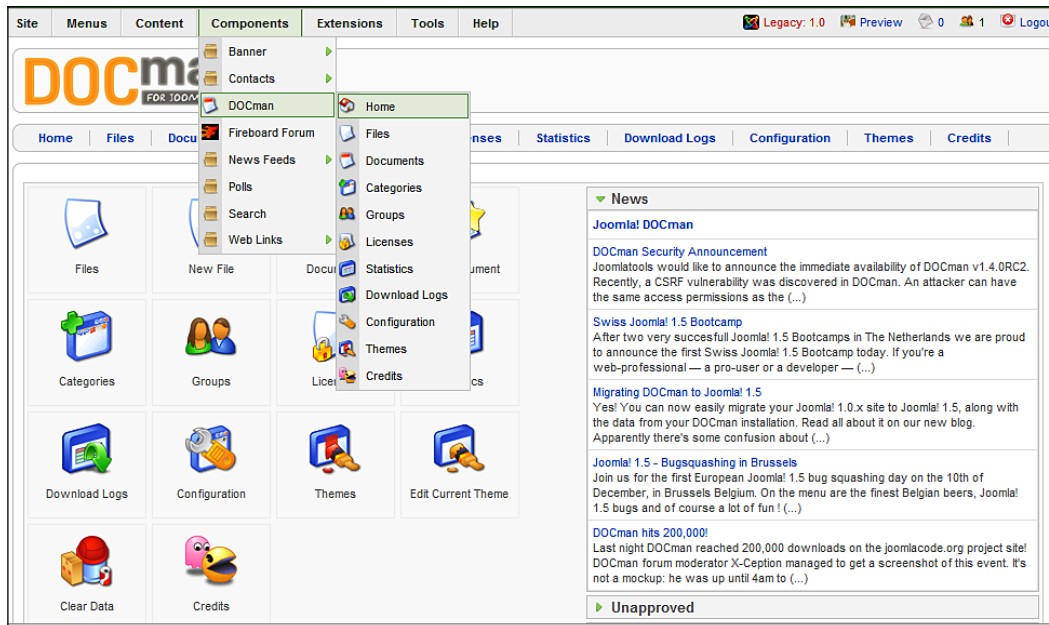 Site Menus Content Components Extensions Tools Help Legacy: 1.0 Preview 0 1 Logou
DOCma
FOR JOOM
Banner
Contacts
DOCman
Fireboard Forum
News Feeds
Polls
Search
Web Links
Home
Files
Documents
Categories
Groups
Licenses
Statistics
Download Logs
Configuration
Themes
Credits
Home Files Docu nses Statistics Download Logs Configuration Themes Credits
Files New File Docu ument
Categories Groups Licen cs
Download Logs Configuration Themes Edit Current Theme
Clear Data Credits
News
Joomla! DOCman
DOCman Security Announcement
Joomlatools would like to announce the immediate availability of DOCman v1.4.0RC2.
Recently, a CSRF vulnerability was discovered in DOCman. An attacker can have
the same access permissions as the (...)
Swiss Joomla! 1.5 Bootcamp
After two very succesfull Joomla! 1.5 Bootcamps in The Netherlands we are proud
to announce the first Swiss Joomla! 1.5 Bootcamp today. If you're a
web-professional — a pro-user or a developer — (...)
Migrating DOCman to Joomla! 1.5
Yes! You can now easily migrate your Joomla! 1.0.x site to Joomla! 1.5, along with
the data from your DOCman installation. Read all about it on our new blog.
Apparently there's some confusion about (...)
Joomla! 1.5 - Bugsquashing in Brussels
Join us for the first European Joomla! 1.5 bug squashing day on the 10th of
December, in Brussels Belgium. On the menu are the finest Belgian beers, Joomla!
1.5 bugs and of course a lot of fun ! (...)
DOCman hits 200,000!
Last night DOCman reached 200,000 downloads on the joomlacode.org project site!
DOCman forum moderator X-Ception managed to get a screenshot of this event. It's
not a mockup: he was up until 4am to (...)
Unapproved